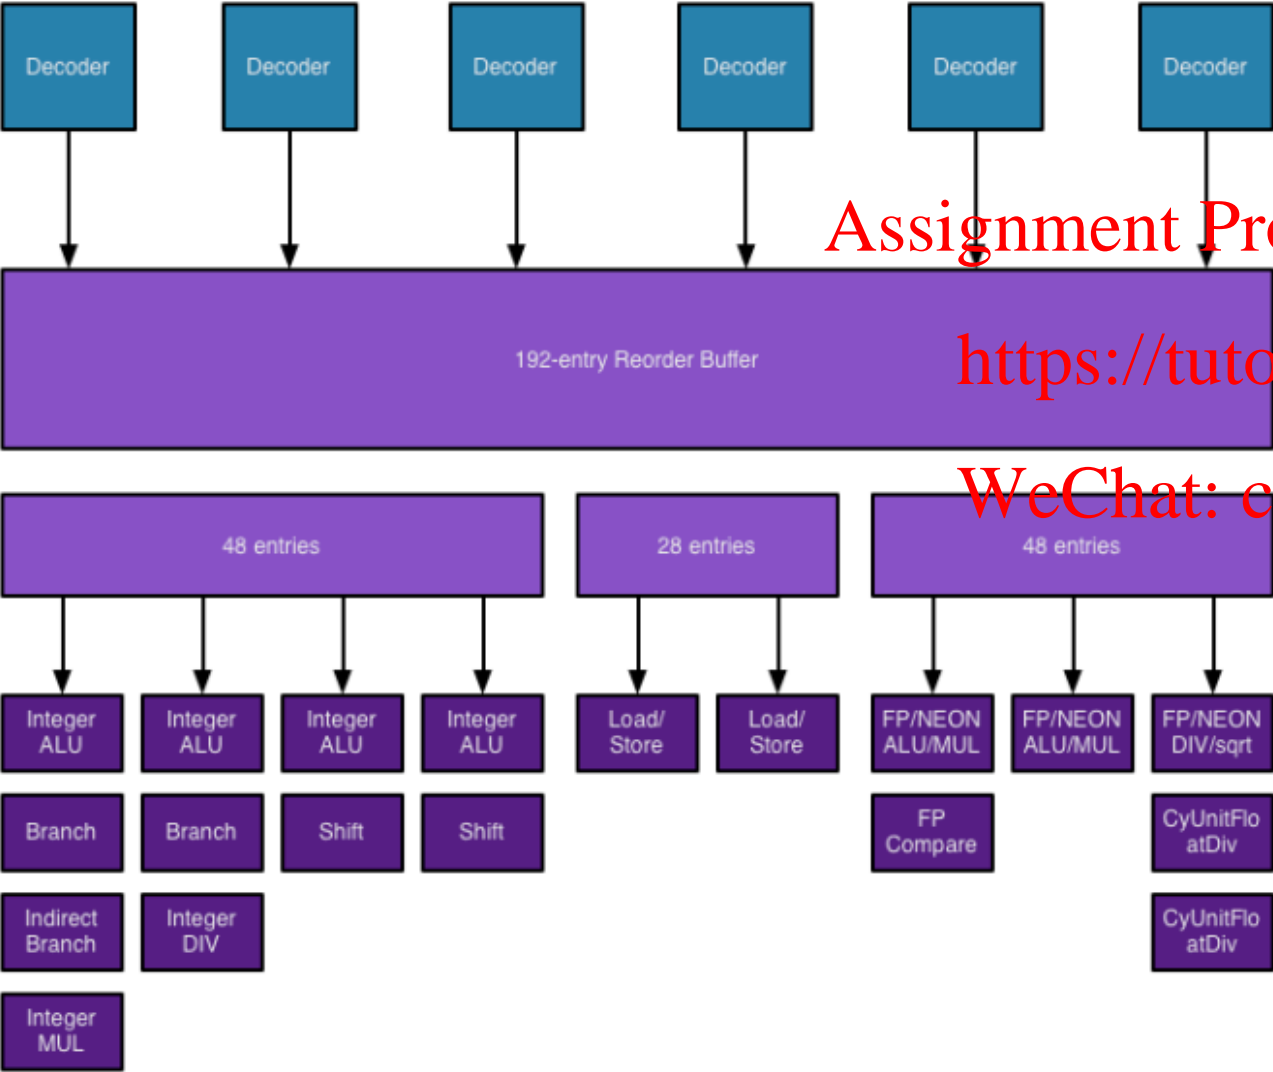 Decoder
Decoder
Decoder
Decoder
Decoder
Decoder
Assignment
192-entry Reorder Buffer
WeChat:
48 entries
28 entries
48 entries
Integer
ALU
Integer
ALU
Integer
ALU
Integer
ALU
Load/
Store
Load/
Store
FP/NEON
ALU/MUL
FP/NEON
ALU/MUL
FP/NEON
DIV/sqrt
Branch
Branch
Shift
Shift
FP
Compare
CyUnitFlo
atDiv
Indirect
Branch
Integer
DIV
CyUnitFlo
atDiv
Integer
MUL